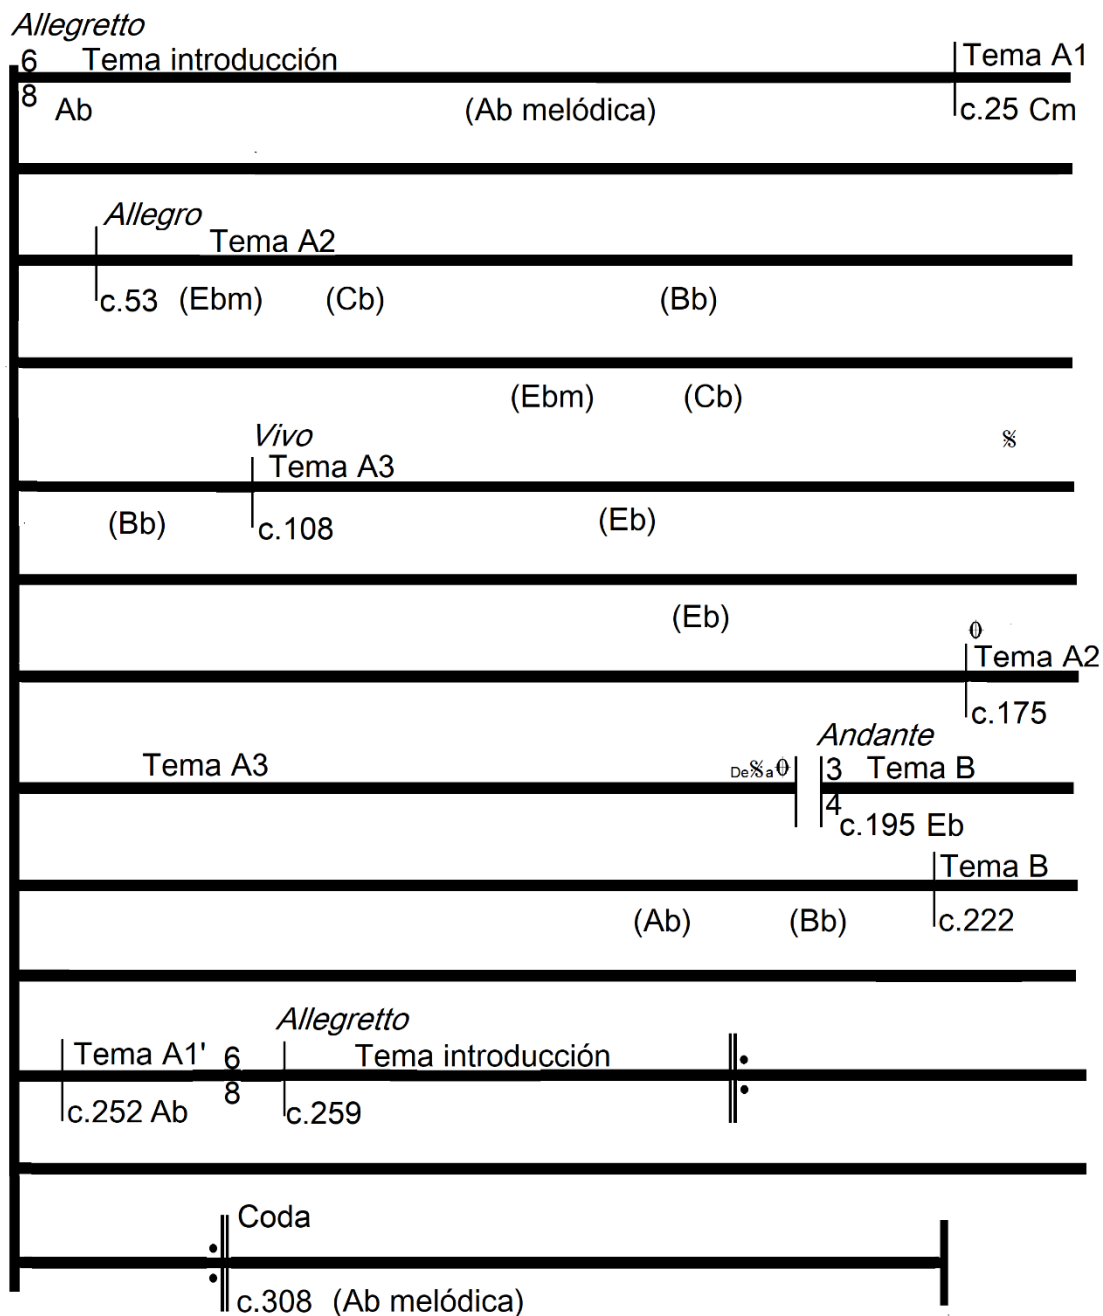 Allegretto
6 Tema introducción Tema A1
8 Ab (Ab melódica) c.25 Cm
Allegro
Tema A2
c.53 (Ebm) (Cb) (Bb)
(Ebm) (Cb)
Vivo 𝄋
Tema A3
(Bb) c.108 (Eb)
(Eb)
𝄌
Tema A2
c.175
Andante
Tema A3 De 𝄋 a 𝄌 3 Tema B
4 c.195 Eb
Tema B
(Ab) (Bb) c.222
Allegretto
Tema A1' 6 Tema introducción
8
c.252 Ab c.259
Coda
c.308 (Ab melódica)